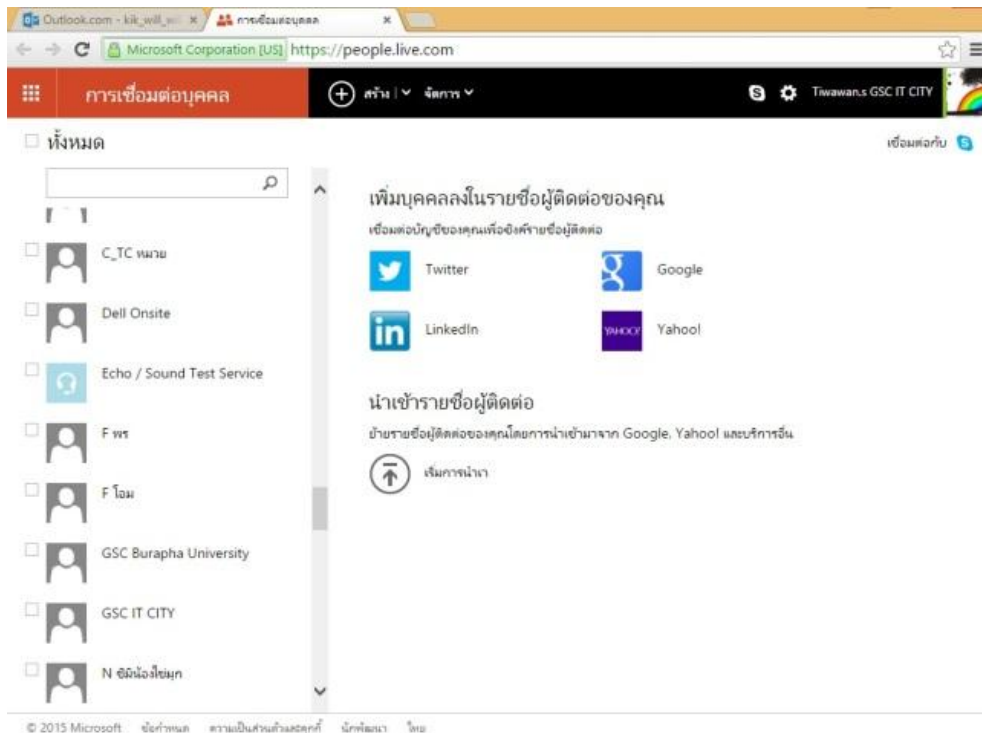 Outlook.com - kik_will_wi
การเชื่อมต่อบุคคล
Microsoft Corporation [US] https://people.live.com
การเชื่อมต่อบุคคล
สร้าง
จัดการ
Tiwawan.s GSC IT CITY
ทั้งหมด
เชื่อมต่อกับ
C_TC หมวย
Dell Onsite
Echo / Sound Test Service
F พร
F โอม
GSC Burapha University
GSC IT CITY
N ซิมิน้องไข่มุก
เพิ่มบุคคลลงในรายชื่อผู้ติดต่อของคุณ
เชื่อมต่อบัญชีของคุณเพื่อซิงค์รายชื่อผู้ติดต่อ
Twitter
Google
LinkedIn
YAHOO!
Yahoo!
นำเข้ารายชื่อผู้ติดต่อ
ย้ายรายชื่อผู้ติดต่อของคุณโดยการนำเข้ามาจาก Google, Yahoo! และบริการอื่น
เริ่มการนำเข้า
© 2015 Microsoft ข้อกำหนด ความเป็นส่วนตัวและคุกกี้ นักพัฒนา ไทย